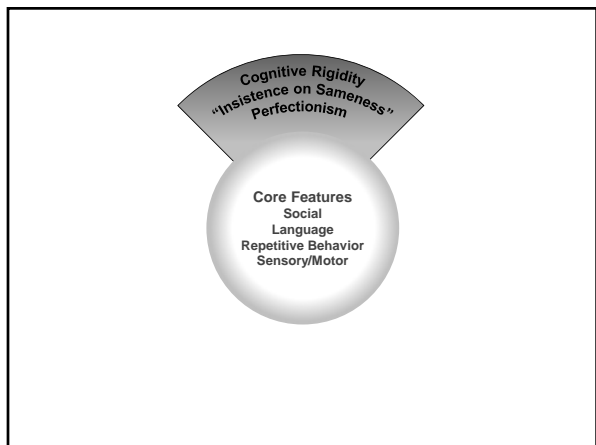 Cognitive Rigidity
“Insistence on Sameness”
Perfectionism
Core Features
Social
Language
Repetitive Behavior
Sensory/Motor